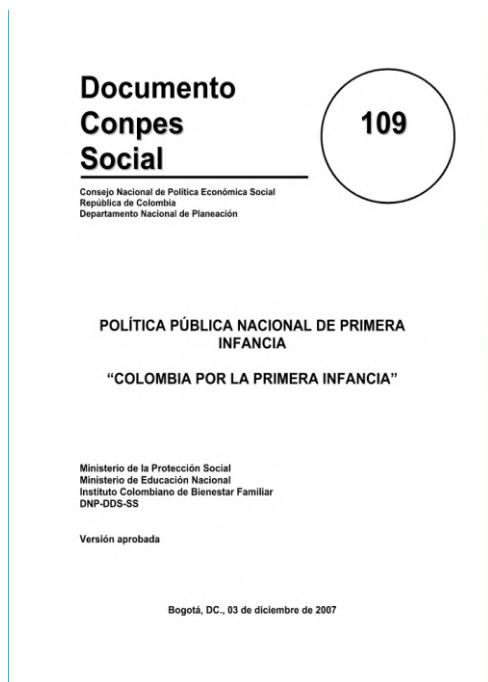 Documento
Conpes
Social
109
Consejo Nacional de Política Económica Social
República de Colombia
Departamento Nacional de Planeación
POLÍTICA PÚBLICA NACIONAL DE PRIMERA
INFANCIA
“COLOMBIA POR LA PRIMERA INFANCIA”
Ministerio de la Protección Social
Ministerio de Educación Nacional
Instituto Colombiano de Bienestar Familiar
DNP-DDS-SS
Versión aprobada
Bogotá, DC., 03 de diciembre de 2007